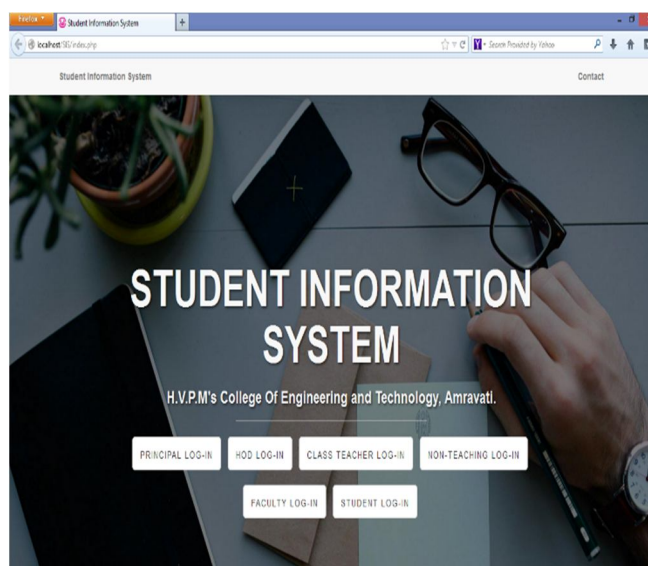 Firefox
Student Information System
localhost/SIS/index.php
Search Provided by Yahoo
Student Information System
Contact
STUDENT INFORMATION
SYSTEM
H.V.P.M's College Of Engineering and Technology, Amravati.
PRINCIPAL LOG-IN
HOD LOG-IN
CLASS TEACHER LOG-IN
NON-TEACHING LOG-IN
FACULTY LOG-IN
STUDENT LOG-IN